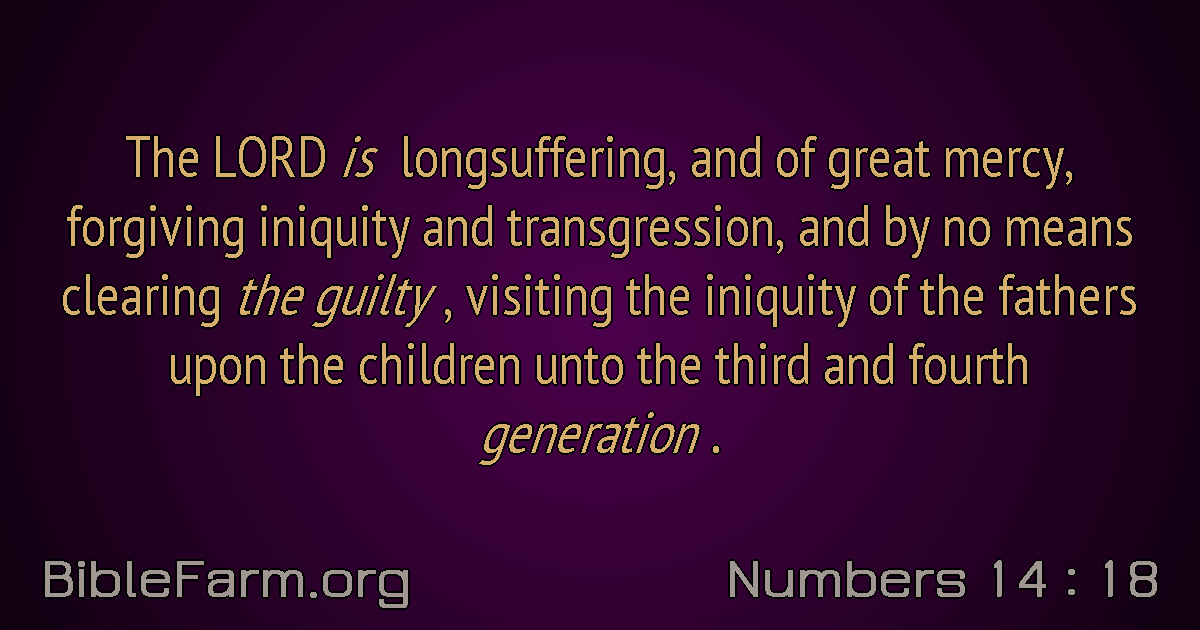 The LORD is longsuffering, and of great mercy,
forgiving iniquity and transgression, and by no means
clearing the guilty , visiting the iniquity of the fathers
upon the children unto the third and fourth
generation .
BibleFarm.org
Numbers 14 : 18